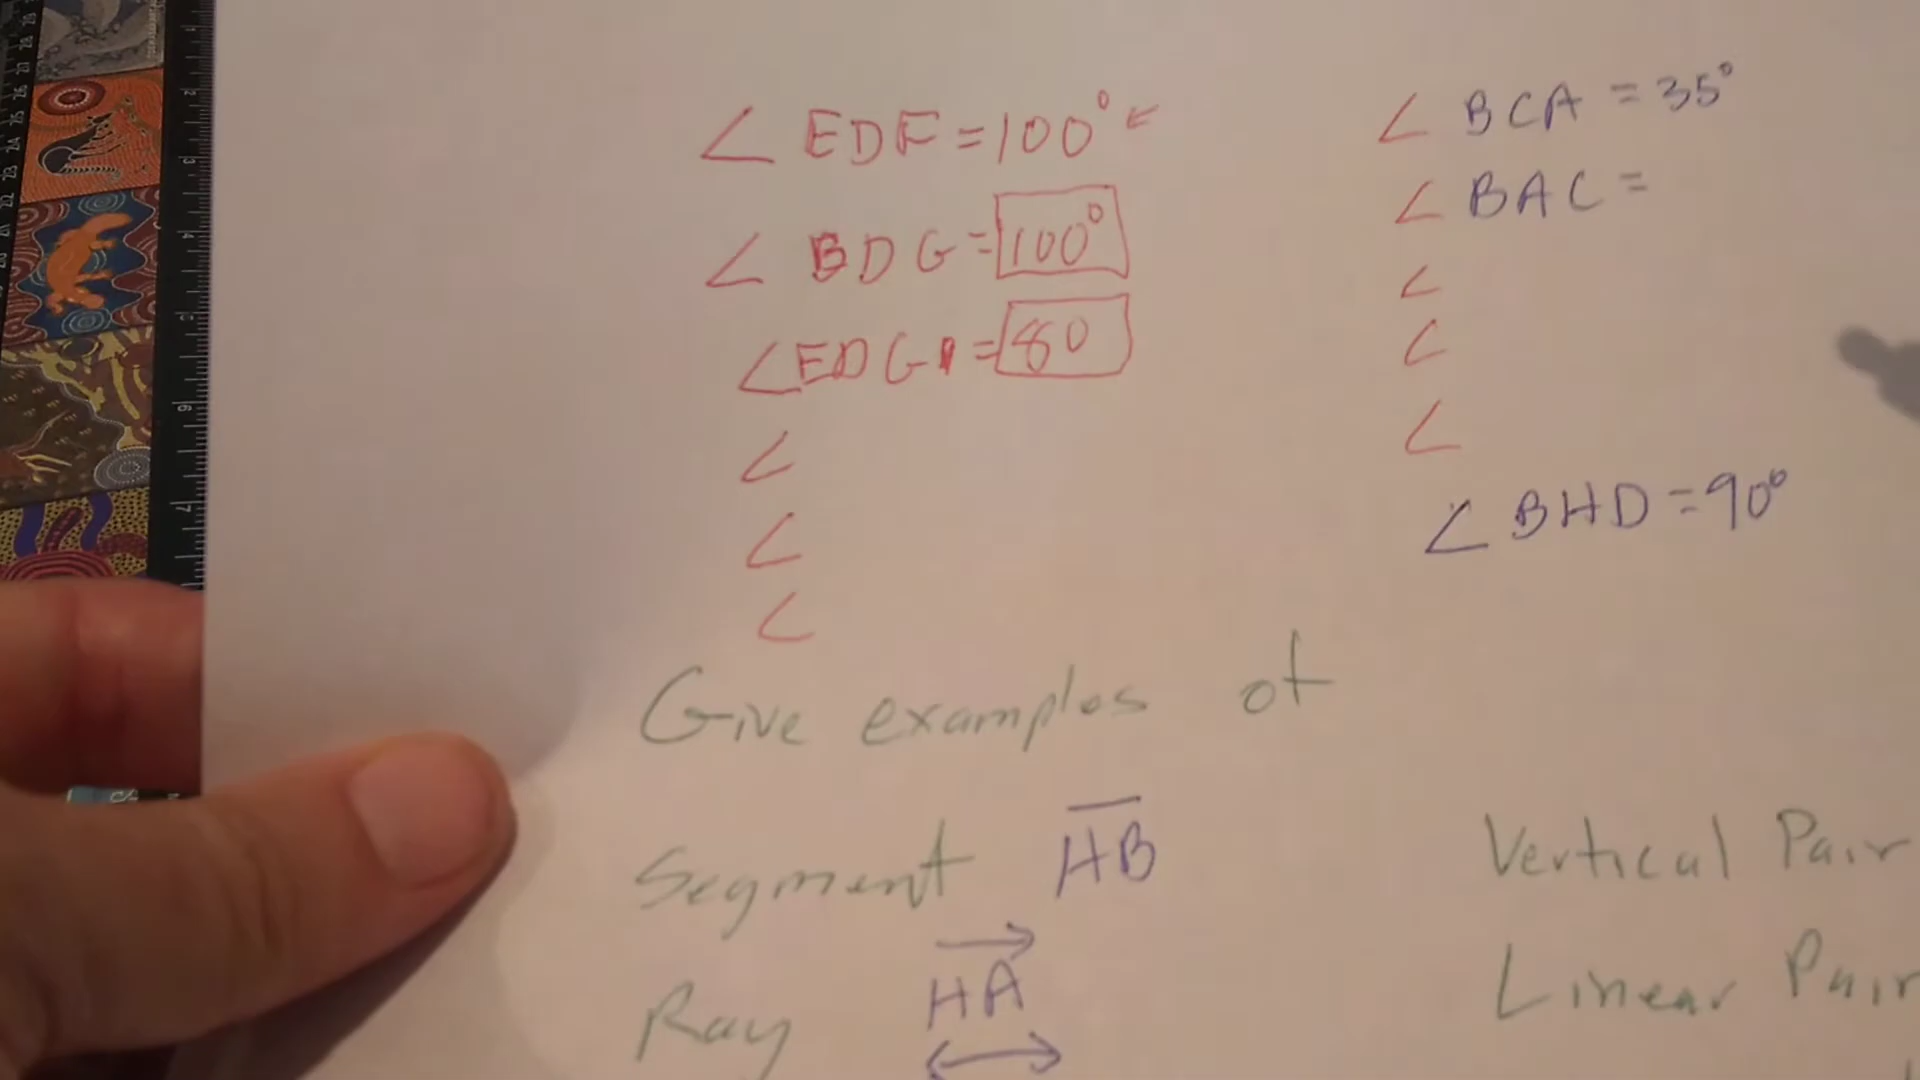 ∠ EDF = 100°
∠ BDG = 100°
∠ EDG = 80
∠
∠
∠
∠ BCA = 35°
∠ BAC =
∠
∠
∠
∠ BHD = 90°
Give examples of
Segment HB
Ray HA
Vertical Pair
Linear Pair